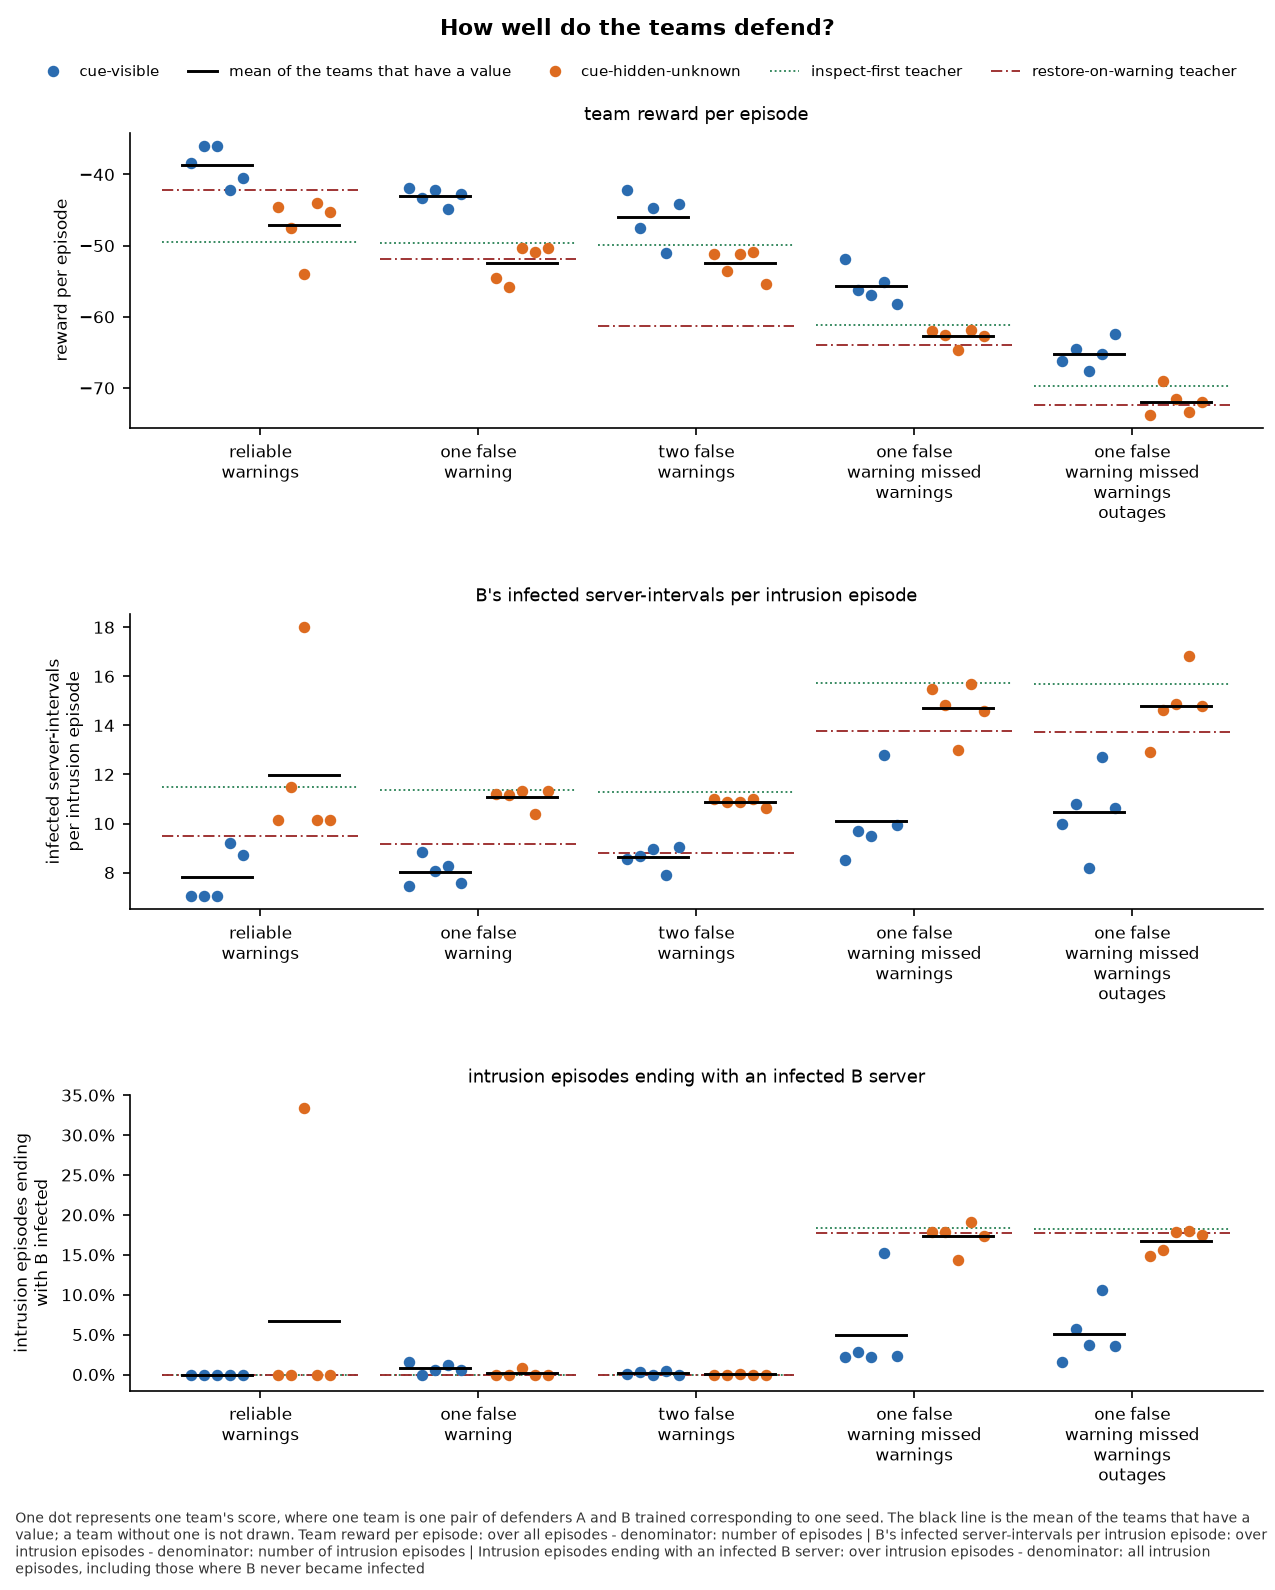 How well do the teams defend?
cue-visible
mean of the teams that have a value
cue-hidden-unknown
inspect-first teacher
restore-on-warning teacher
team reward per episode
reward per episode
−40
−50
−60
−70
reliable
warnings
one false
warning
two false
warnings
one false
warning missed
warnings
one false
warning missed
warnings
outages
B's infected server-intervals per intrusion episode
infected server-intervals
per intrusion episode
18
16
14
12
10
8
reliable
warnings
one false
warning
two false
warnings
one false
warning missed
warnings
one false
warning missed
warnings
outages
intrusion episodes ending with an infected B server
intrusion episodes ending
with B infected
35.0%
30.0%
25.0%
20.0%
15.0%
10.0%
5.0%
0.0%
reliable
warnings
one false
warning
two false
warnings
one false
warning missed
warnings
one false
warning missed
warnings
outages
One dot represents one team's score, where one team is one pair of defenders A and B trained corresponding to one seed. The black line is the mean of the teams that have a
value; a team without one is not drawn. Team reward per episode: over all episodes - denominator: number of episodes | B's infected server-intervals per intrusion episode: over
intrusion episodes - denominator: number of intrusion episodes | Intrusion episodes ending with an infected B server: over intrusion episodes - denominator: all intrusion
episodes, including those where B never became infected